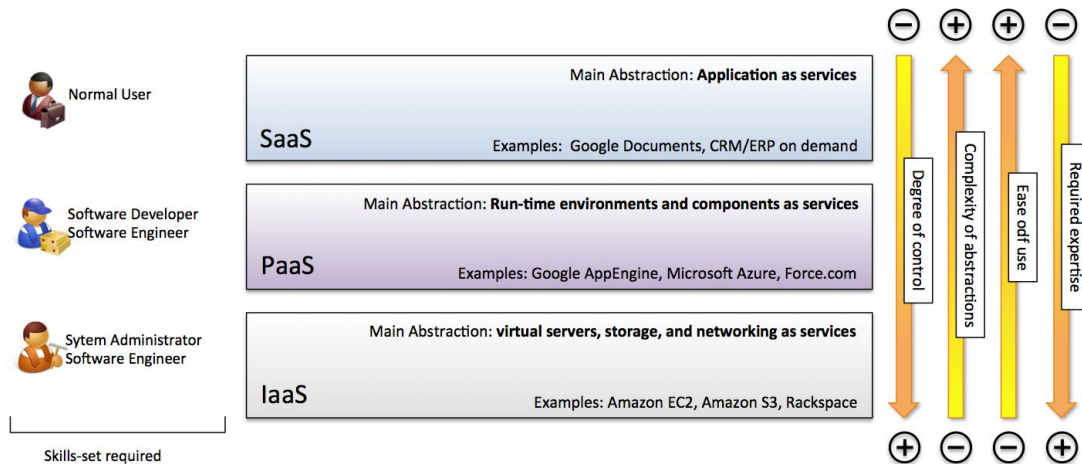 Normal User
Main Abstraction: Application as services
SaaS
Examples: Google Documents, CRM/ERP on demand
Software Developer
Software Engineer
Main Abstraction: Run-time environments and components as services
PaaS
Examples: Google AppEngine, Microsoft Azure, Force.com
Sytem Administrator
Software Engineer
Main Abstraction: virtual servers, storage, and networking as services
IaaS
Examples: Amazon EC2, Amazon S3, Rackspace
Skills-set required
− + + −
Degree of control
Complexity of abstractions
Ease odf use
Required expertise
+ − − +